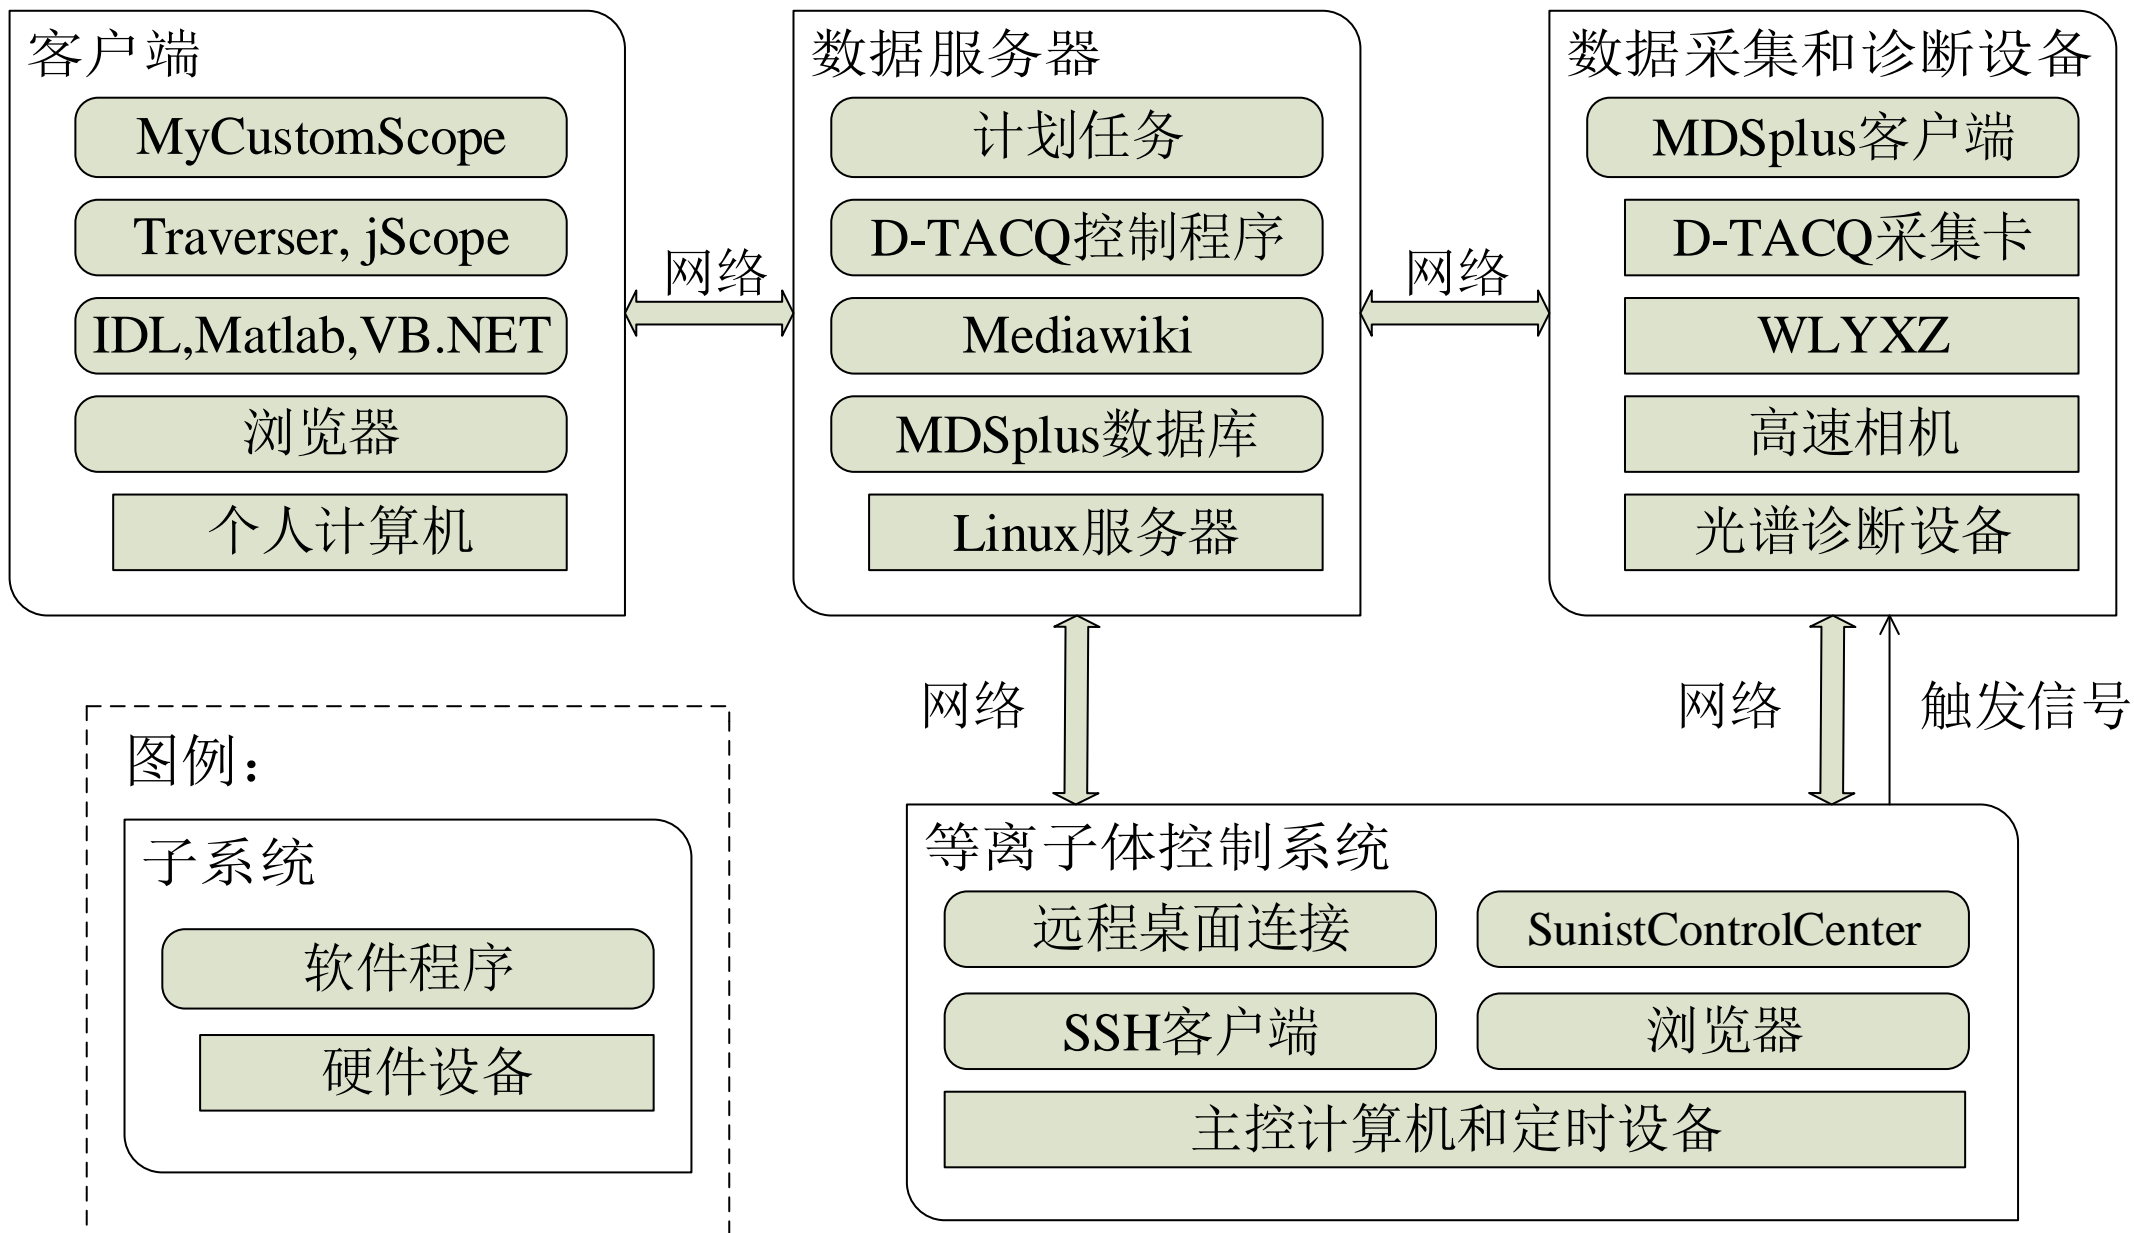 客户端
MyCustomScope
Traverser, jScope
IDL,Matlab,VB.NET
浏览器
个人计算机
网络
数据服务器
计划任务
D-TACQ控制程序
Mediawiki
MDSplus数据库
Linux服务器
网络
数据采集和诊断设备
MDSplus客户端
D-TACQ采集卡
WLYXZ
高速相机
光谱诊断设备
网络
网络
触发信号
图例：
子系统
软件程序
硬件设备
等离子体控制系统
远程桌面连接
SunistControlCenter
SSH客户端
浏览器
主控计算机和定时设备